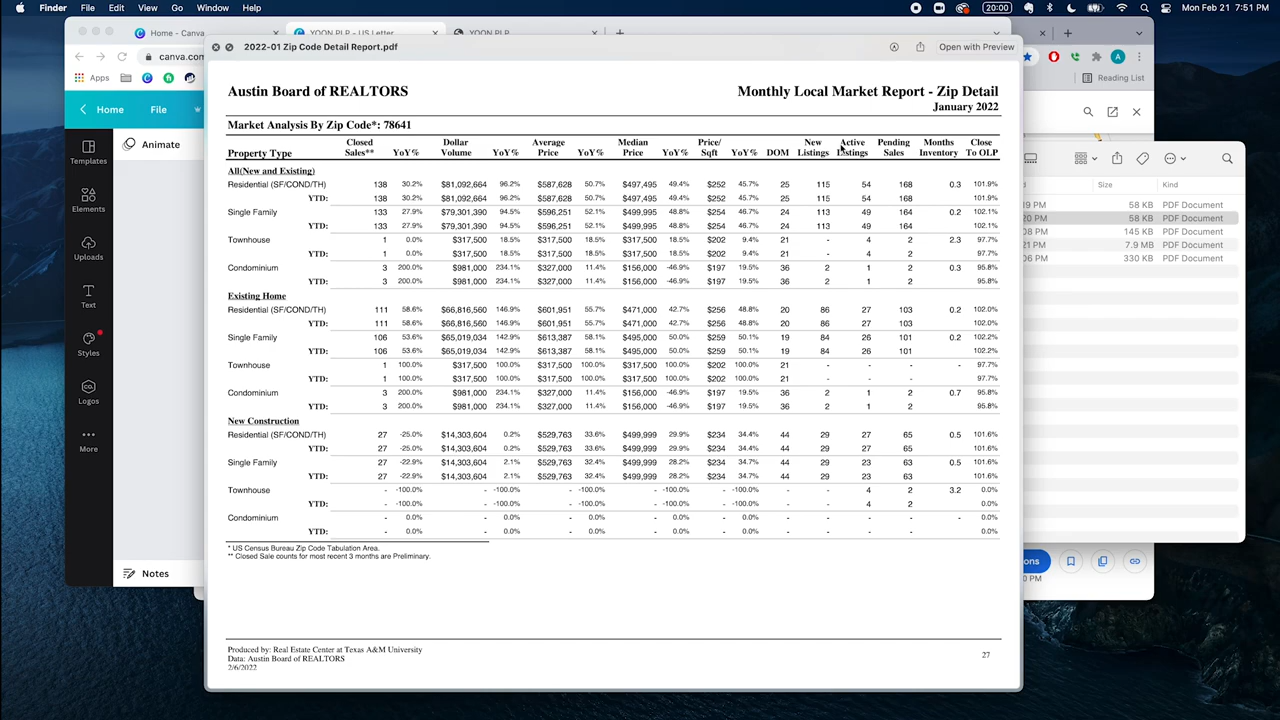 Finder File Edit View Go Window Help 20:00 Mon Feb 21 7:51 PM
Home - Canva YOON PLP - US Letter YOON PLP
2022-01 Zip Code Detail Report.pdf Open with Preview
canva.com
Apps A Reading List
Home File
Templates
Animate
Elements
Uploads
Text
Styles
Logos
More
Notes
Austin Board of REALTORS Monthly Local Market Report - Zip Detail
January 2022
Market Analysis By Zip Code*: 78641
Property Type Closed Sales** YoY% Dollar Volume YoY% Average Price YoY% Median Price YoY% Price/ Sqft YoY% DOM New Listings Active Listings Pending Sales Months Inventory Close To OLP
All(New and Existing)
Residential (SF/COND/TH) 138 30.2% $81,092,664 96.2% $587,628 50.7% $497,495 49.4% $252 45.7% 25 115 54 168 0.3 101.9%
YTD: 138 30.2% $81,092,664 96.2% $587,628 50.7% $497,495 49.4% $252 45.7% 25 115 54 168 101.9%
Single Family 133 27.9% $79,301,390 94.5% $596,251 52.1% $499,995 48.8% $254 46.7% 24 113 49 164 0.2 102.1%
YTD: 133 27.9% $79,301,390 94.5% $596,251 52.1% $499,995 48.8% $254 46.7% 24 113 49 164 102.1%
Townhouse 1 0.0% $317,500 18.5% $317,500 18.5% $317,500 18.5% $202 9.4% 21 - 4 2 2.3 97.7%
YTD: 1 0.0% $317,500 18.5% $317,500 18.5% $317,500 18.5% $202 9.4% 21 - 4 2 97.7%
Condominium 3 200.0% $981,000 234.1% $327,000 11.4% $156,000 -46.9% $197 19.5% 36 2 1 2 0.3 95.8%
YTD: 3 200.0% $981,000 234.1% $327,000 11.4% $156,000 -46.9% $197 19.5% 36 2 1 2 95.8%
Existing Home
Residential (SF/COND/TH) 111 58.6% $66,816,560 146.9% $601,951 55.7% $471,000 42.7% $256 48.8% 20 86 27 103 0.2 102.0%
YTD: 111 58.6% $66,816,560 146.9% $601,951 55.7% $471,000 42.7% $256 48.8% 20 86 27 103 102.0%
Single Family 106 53.6% $65,019,034 142.9% $613,387 58.1% $495,000 50.0% $259 50.1% 19 84 26 101 0.2 102.2%
YTD: 106 53.6% $65,019,034 142.9% $613,387 58.1% $495,000 50.0% $259 50.1% 19 84 26 101 102.2%
Townhouse 1 100.0% $317,500 100.0% $317,500 100.0% $317,500 100.0% $202 100.0% 21 - - - - 97.7%
YTD: 1 100.0% $317,500 100.0% $317,500 100.0% $317,500 100.0% $202 100.0% 21 - - - 97.7%
Condominium 3 200.0% $981,000 234.1% $327,000 11.4% $156,000 -46.9% $197 19.5% 36 2 1 2 0.7 95.8%
YTD: 3 200.0% $981,000 234.1% $327,000 11.4% $156,000 -46.9% $197 19.5% 36 2 1 2 95.8%
New Construction
Residential (SF/COND/TH) 27 -25.0% $14,303,604 0.2% $529,763 33.6% $499,999 29.9% $234 34.4% 44 29 27 65 0.5 101.6%
YTD: 27 -25.0% $14,303,604 0.2% $529,763 33.6% $499,999 29.9% $234 34.4% 44 29 27 65 101.6%
Single Family 27 -22.9% $14,303,604 2.1% $529,763 32.4% $499,999 28.2% $234 34.7% 44 29 23 63 0.5 101.6%
YTD: 27 -22.9% $14,303,604 2.1% $529,763 32.4% $499,999 28.2% $234 34.7% 44 29 23 63 101.6%
Townhouse - -100.0% - -100.0% - -100.0% - -100.0% - -100.0% - - 4 2 3.2 0.0%
YTD: - -100.0% - -100.0% - -100.0% - -100.0% - -100.0% - - 4 2 0.0%
Condominium - 0.0% - 0.0% - 0.0% - 0.0% - 0.0% - - - - - 0.0%
YTD: - 0.0% - 0.0% - 0.0% - 0.0% - 0.0% - - - - 0.0%
* US Census Bureau Zip Code Tabulation Area.
** Closed Sale counts for most recent 3 months are Preliminary.
Produced by: Real Estate Center at Texas A&M University
Data: Austin Board of REALTORS
2/6/2022
27
Size Kind
19 PM 58 KB PDF Document
20 PM 58 KB PDF Document
08 PM 145 KB PDF Document
21 PM 7.9 MB PDF Document
06 PM 330 KB PDF Document
ons
0 PM